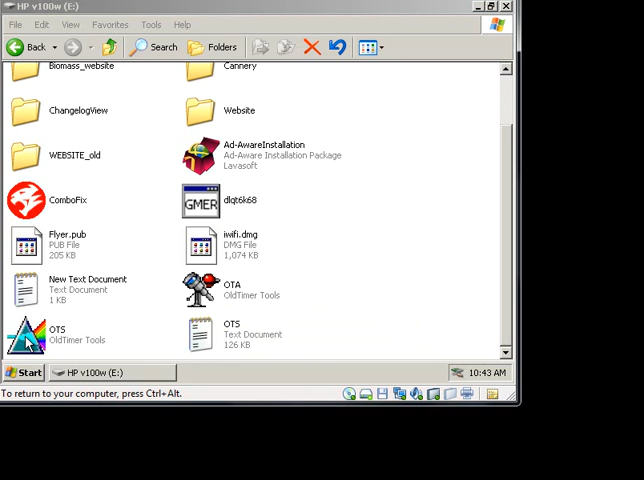 HP v100w (E:)
File Edit View Favorites Tools Help
Back Search Folders
Biomass_website Cannery
ChangelogView Website
WEBSITE_old
Ad-AwareInstallation
Ad-Aware Installation Package
Lavasoft
ComboFix
GMER dlqt6k68
Flyer.pub
PUB File
205 KB
iwifi.dmg
DMG File
1,074 KB
New Text Document
Text Document
1 KB
OTA
OldTimer Tools
OTS
OldTimer Tools
OTS
Text Document
126 KB
Start HP v100w (E:) 10:43 AM
To return to your computer, press Ctrl+Alt.